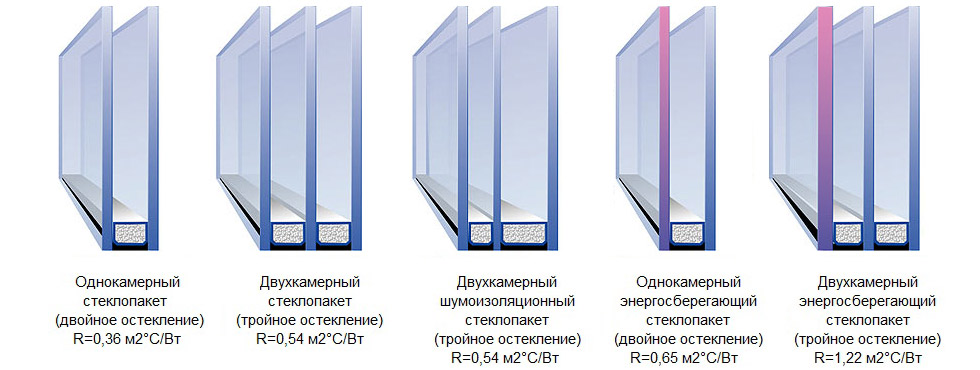 Однокамерный
стеклопакет
(двойное остекление)
R=0,36 м2°С/Вт
Двухкамерный
стеклопакет
(тройное остекление)
R=0,54 м2°С/Вт
Двухкамерный
шумоизоляционный
стеклопакет
(тройное остекление)
R=0,54 м2°С/Вт
Однокамерный
энергосберегающий
стеклопакет
(двойное остекление)
R=0,65 м2°С/Вт
Двухкамерный
энергосберегающий
стеклопакет
(тройное остекление)
R=1,22 м2°С/Вт